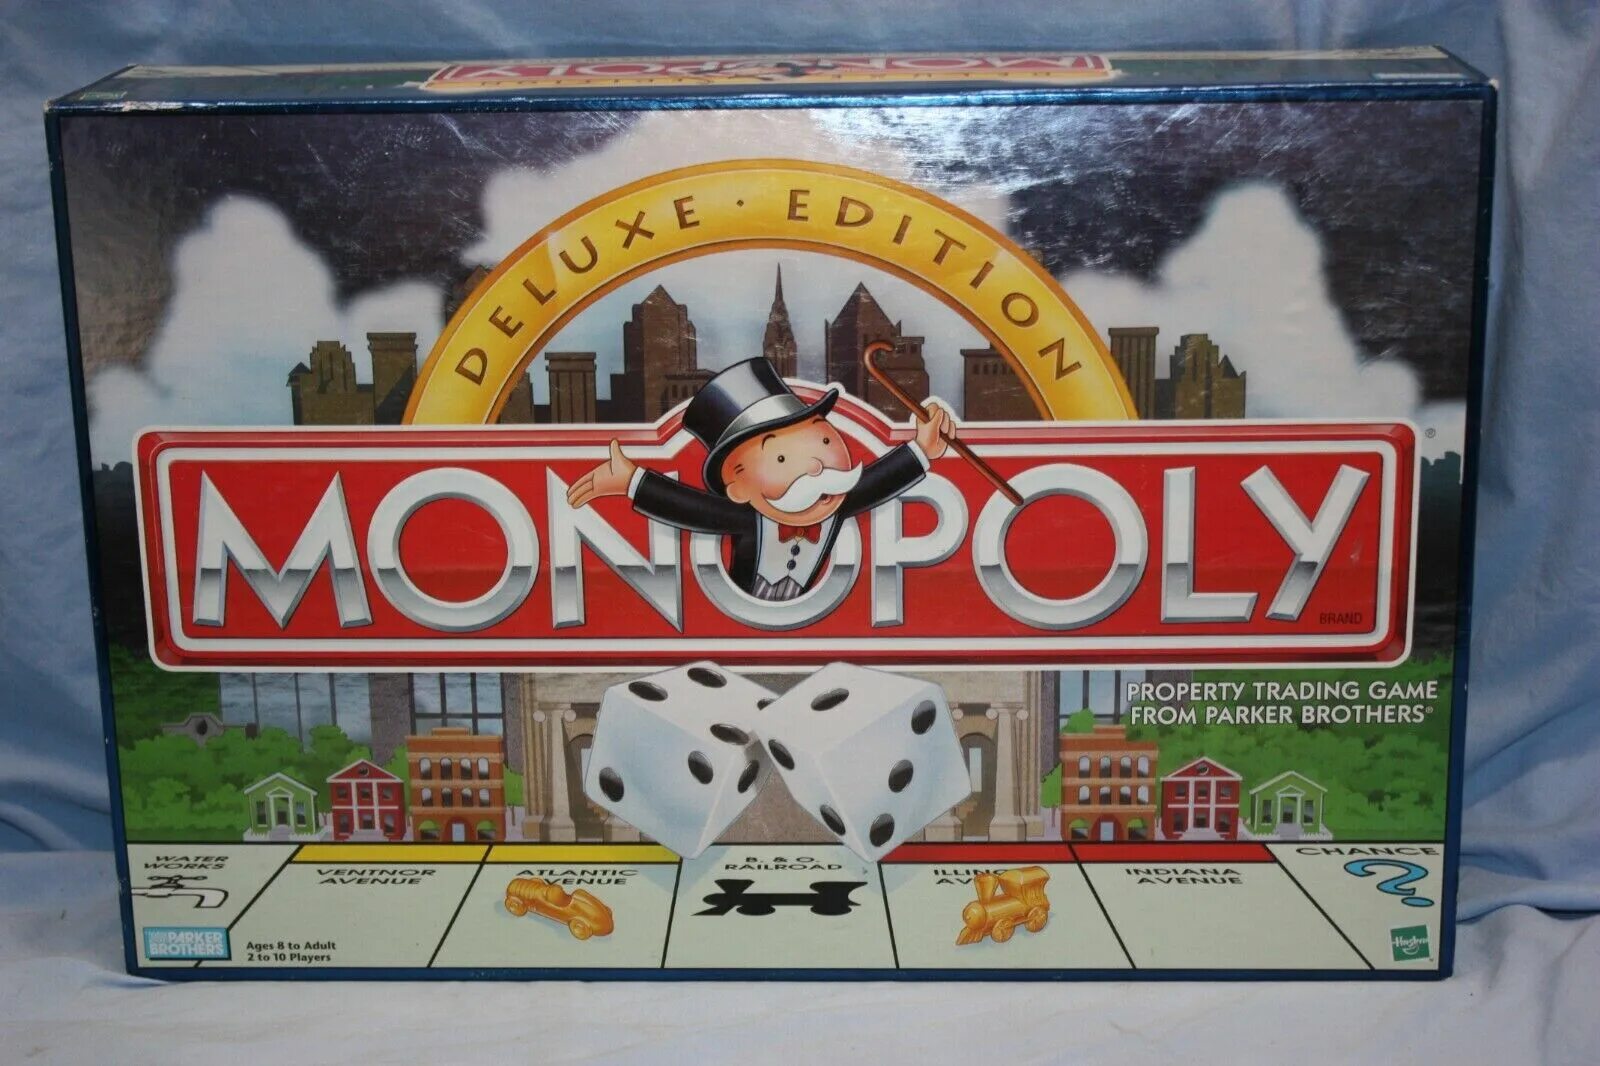 MONOPOLY
DELUXE · EDITION
MONOPOLY
BRAND
PROPERTY TRADING GAME
FROM PARKER BROTHERS®
WATER
WORKS
VENTNOR
AVENUE
ATLANTIC
AVENUE
B. & O.
RAILROAD
INDIANA
AVENUE
CHANCE
?
PARKER
BROTHERS
Ages 8 to Adult
2 to 10 Players
Hasbro